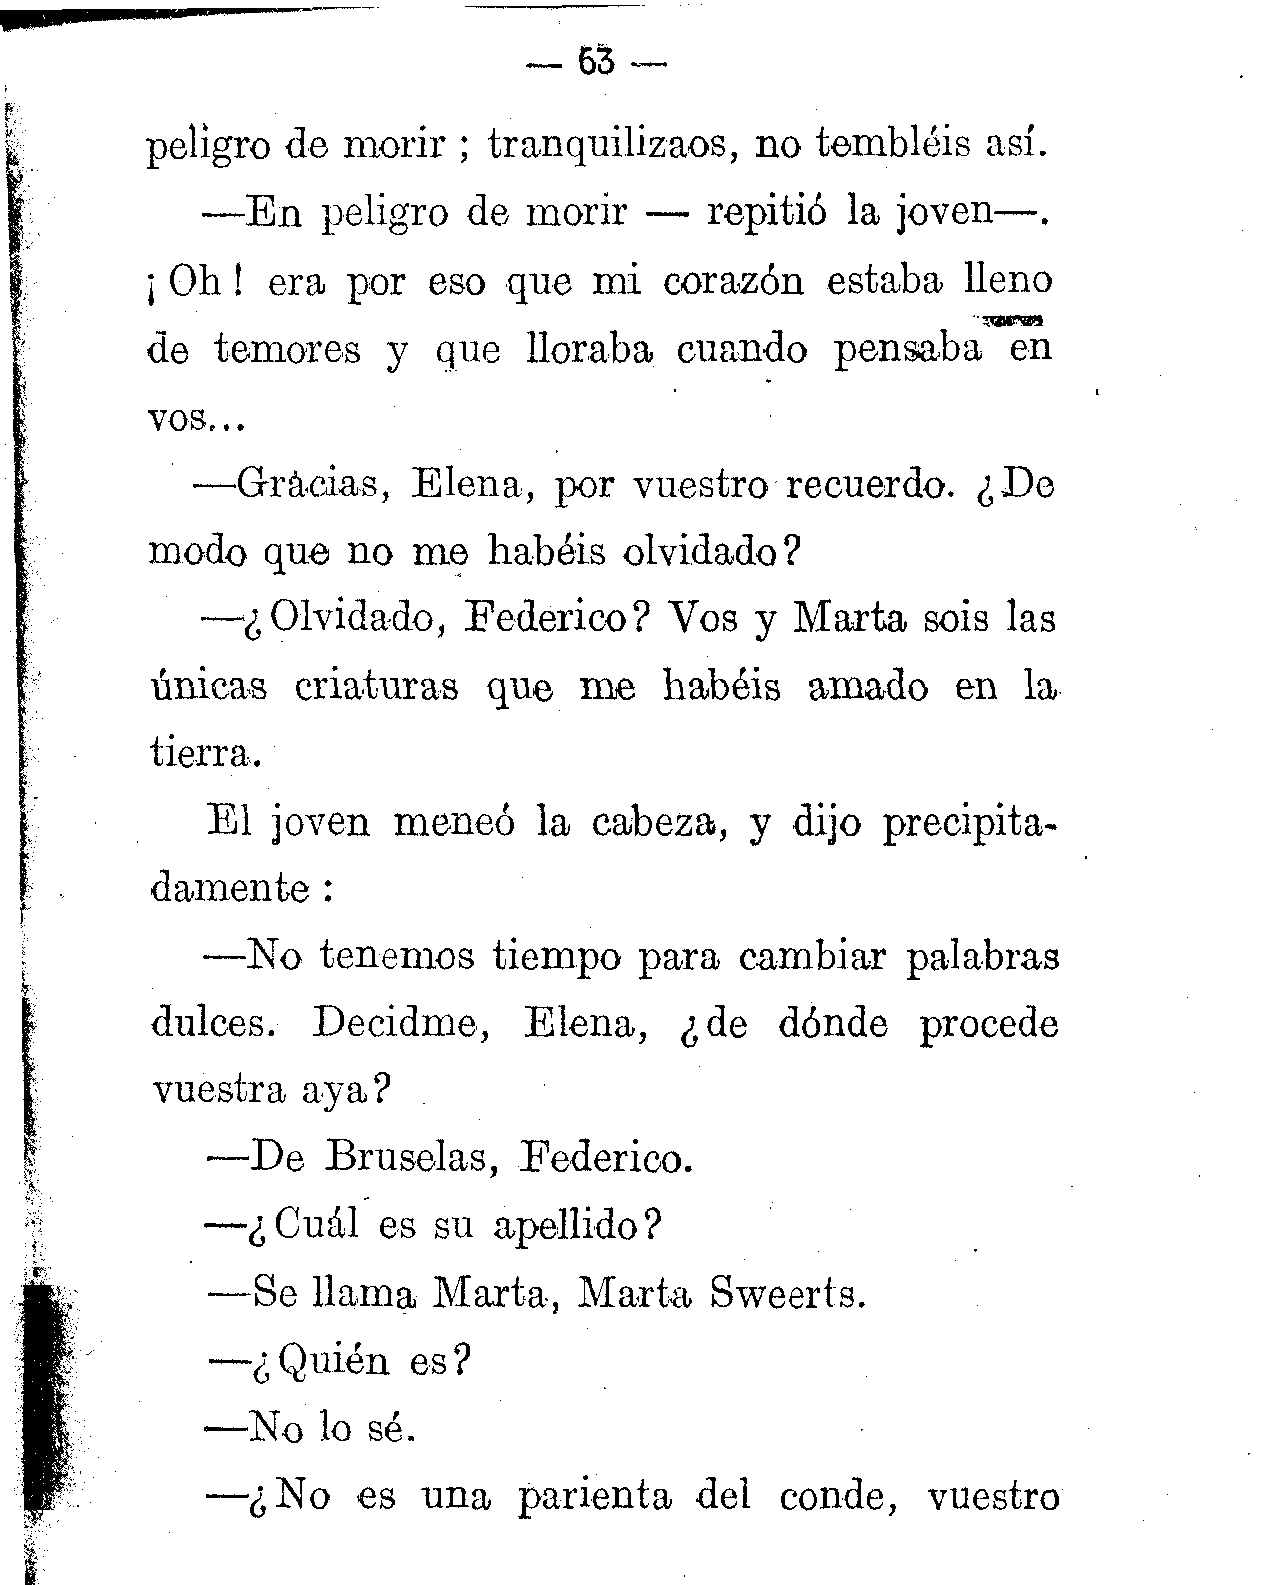 — 63 —
peligro de morir ; tranquilizaos, no tembléis así.
—En peligro de morir — repitió la joven—.
¡ Oh ! era por eso que mi corazón estaba lleno
de temores y que lloraba cuando pensaba en
vos...
—Gracias, Elena, por vuestro recuerdo. ¿De
modo que no me habéis olvidado?
—¿Olvidado, Federico? Vos y Marta sois las
únicas criaturas que me habéis amado en la
tierra.
El joven meneó la cabeza, y dijo precipita-
damente :
—No tenemos tiempo para cambiar palabras
dulces. Decidme, Elena, ¿de dónde procede
vuestra aya?
—De Bruselas, Federico.
—¿Cuál es su apellido?
—Se llama Marta, Marta Sweerts.
—¿Quién es?
—No lo sé.
—¿No es una parienta del conde, vuestro